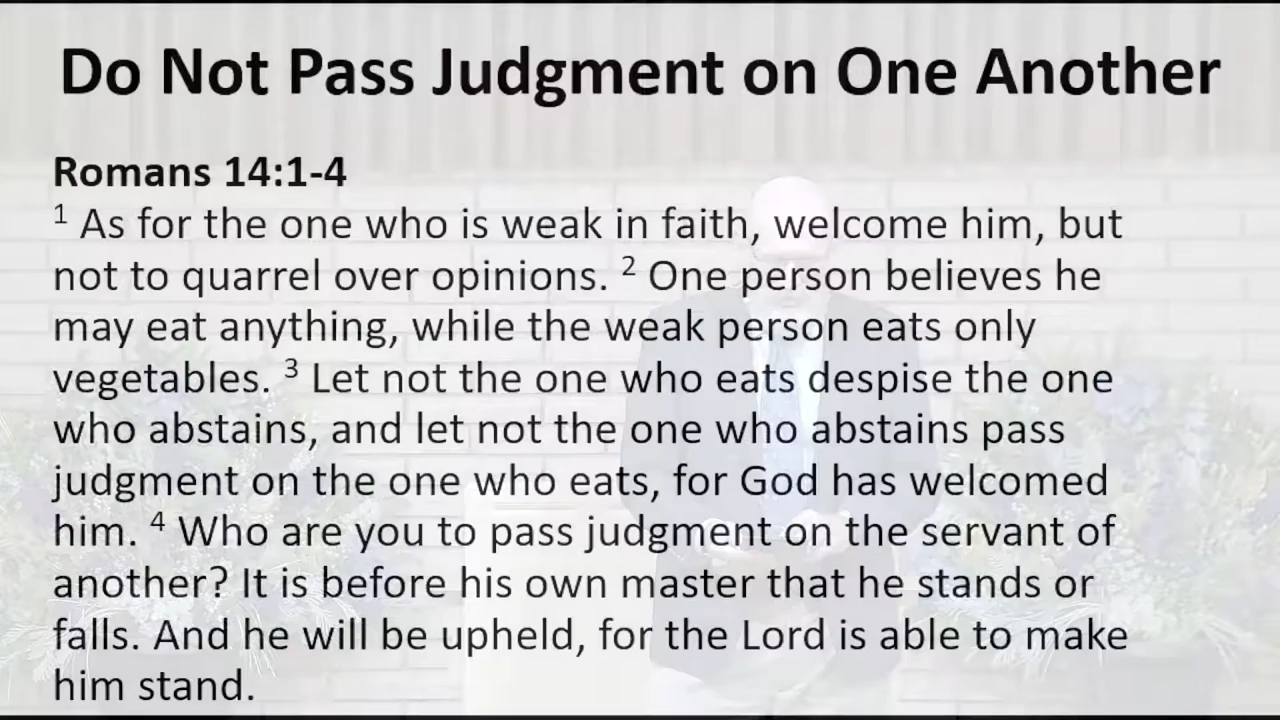 Do Not Pass Judgment on One Another
Romans 14:1-4
1 As for the one who is weak in faith, welcome him, but
not to quarrel over opinions. 2 One person believes he
may eat anything, while the weak person eats only
vegetables. 3 Let not the one who eats despise the one
who abstains, and let not the one who abstains pass
judgment on the one who eats, for God has welcomed
him. 4 Who are you to pass judgment on the servant of
another? It is before his own master that he stands or
falls. And he will be upheld, for the Lord is able to make
him stand.